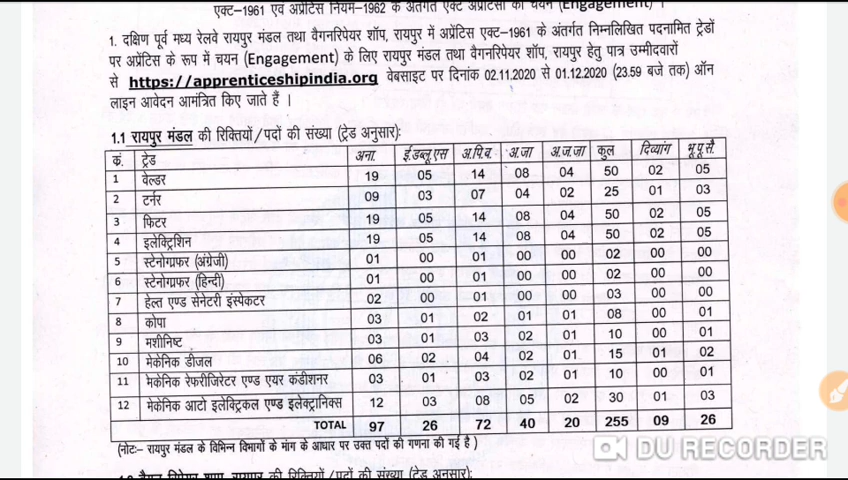 एक्ट-1961 एवं अप्रेंटिस नियम-1962 के अंतर्गत एक्ट अप्रेंटिसों का चयन (Engagement) ।
1. दक्षिण पूर्व मध्य रेलवे रायपुर मंडल तथा वैगनरिपेयर शॉप, रायपुर में अप्रेंटिस एक्ट-1961 के अंतर्गत निम्नलिखित पदनामित ट्रेडों
पर अप्रेंटिस के रूप में चयन (Engagement) के लिए रायपुर मंडल तथा वैगनरिपेयर शॉप, रायपुर हेतु पात्र उम्मीदवारों
से https://apprenticeshipindia.org वेबसाइट पर दिनांक 02.11.2020 से 01.12.2020 (23.59 बजे तक) ऑन
लाइन आवेदन आमंत्रित किए जाते हैं ।
1.1 रायपुर मंडल की रिक्तियों/पदों की संख्या (ट्रेड अनुसार):
क्रं. ट्रेड अना. ई.डब्लू.एस अ.पि.व. अ.जा अ.ज.जा कुल दिव्यांग भू.पू.सै.
1 वेल्डर 19 05 14 08 04 50 02 05
2 टर्नर 09 03 07 04 02 25 01 03
3 फिटर 19 05 14 08 04 50 02 05
4 इलेक्ट्रिशिन 19 05 14 08 04 50 02 05
5 स्टेनोग्राफर (अंग्रेजी) 01 00 01 00 00 02 00 00
6 स्टेनोग्राफर (हिन्दी) 01 00 01 00 00 02 00 00
7 हेल्त एण्ड सेनेटरी इंस्पेकटर 02 00 01 00 00 03 00 00
8 कोपा 03 01 02 01 01 08 00 01
9 मशीनिष्ट 03 01 03 02 01 10 00 01
10 मेकेनिक डीजल 06 02 04 02 01 15 01 02
11 मेकेनिक रेफरीजिरेटर एण्ड एयर कंडीशनर 03 01 03 02 01 10 00 01
12 मेकेनिक आटो इलेक्ट्रिकल एण्ड इलेक्ट्रानिक्स 12 03 08 05 02 30 01 03
TOTAL 97 26 72 40 20 255 09 26
(नोटः- रायपुर मंडल के विभिन्न विभागों के मांग के आधार पर उक्त पदों की गणना की गई है )
DU RECORDER
शाप, रायपुर की रिक्तियों/पदों की संख्या (ट्रेड अनुसार):